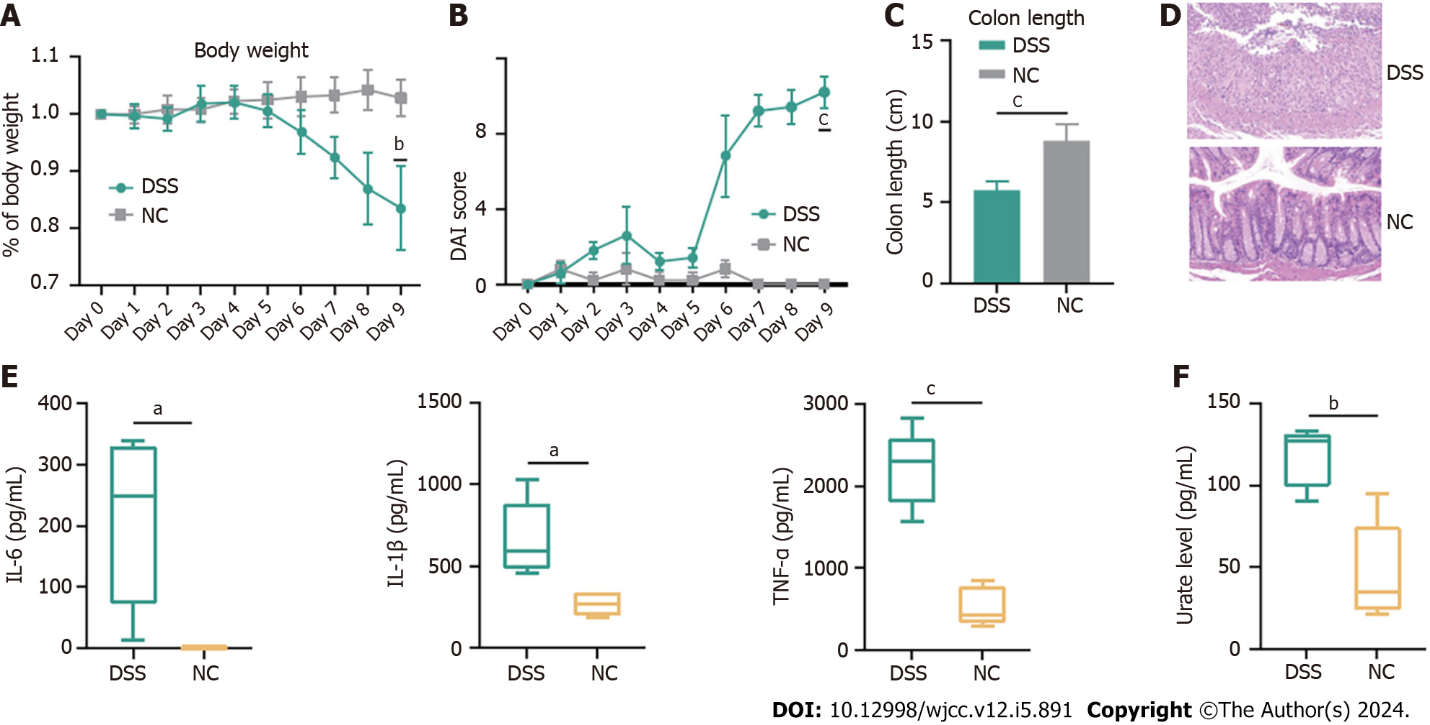 A
Body weight
1.1
1.0
0.9
0.8
0.7
% of body weight
b
DSS
NC
Day 0
Day 1
Day 2
Day 3
Day 4
Day 5
Day 6
Day 7
Day 8
Day 9
B
8
4
0
DAI score
c
DSS
NC
Day 0
Day 1
Day 2
Day 3
Day 4
Day 5
Day 6
Day 7
Day 8
Day 9
C
Colon length
DSS
NC
c
15
10
5
0
Colon length (cm)
DSS
NC
D
DSS
NC
E
400
300
200
100
0
IL-6 (pg/mL)
a
DSS
NC
1500
1000
500
0
IL-1β (pg/mL)
a
DSS
NC
3000
2000
1000
0
TNF-α (pg/mL)
c
DSS
NC
F
150
100
50
0
Urate level (pg/mL)
b
DSS
NC
DOI: 10.12998/wjcc.v12.i5.891 Copyright ©The Author(s) 2024.